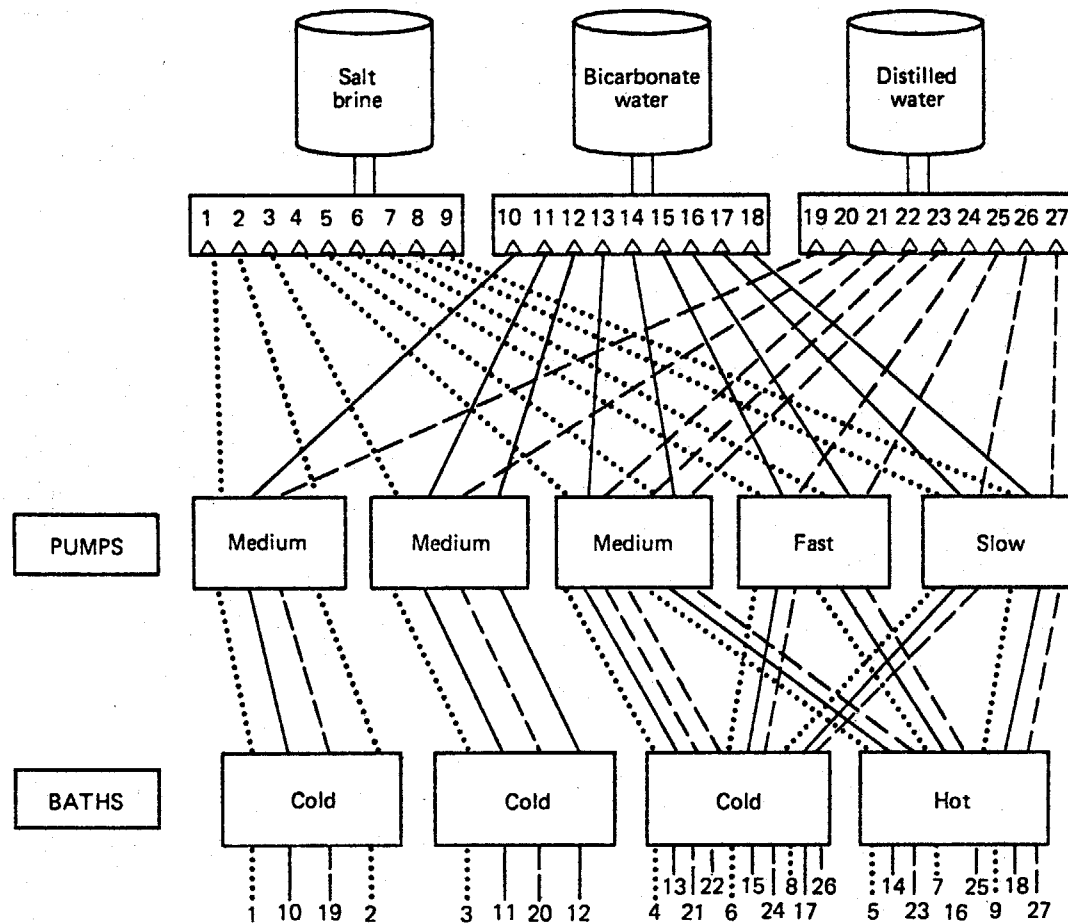 Salt
brine
Bicarbonate
water
Distilled
water
1 2 3 4 5 6 7 8 9
10 11 12 13 14 15 16 17 18
19 20 21 22 23 24 25 26 27
PUMPS
Medium
Medium
Medium
Fast
Slow
BATHS
Cold
Cold
Cold
Hot
1 10 19 2
3 11 20 12
4 13 21 22 6 15 24 8 17 26
5 14 23 7 16 25 9 18 27